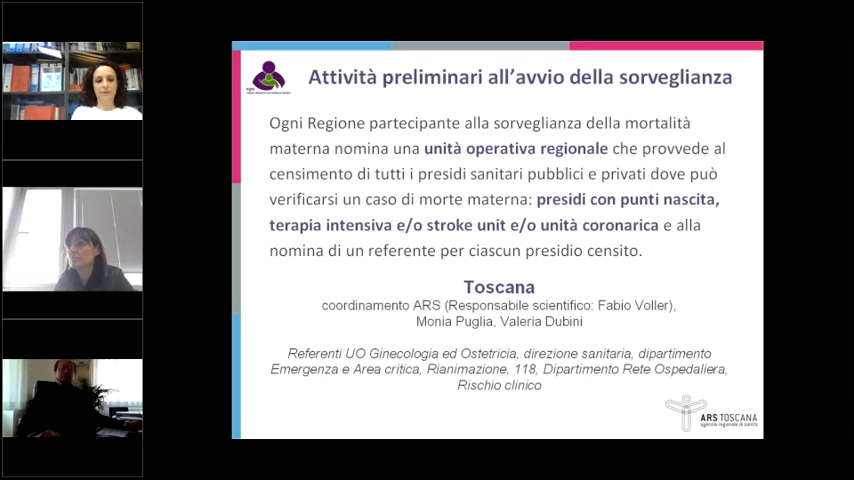 Attività preliminari all'avvio della sorveglianza
Ogni Regione partecipante alla sorveglianza della mortalità
materna nomina una unità operativa regionale che provvede al
censimento di tutti i presidi sanitari pubblici e privati dove può
verificarsi un caso di morte materna: presidi con punti nascita,
terapia intensiva e/o stroke unit e/o unità coronarica e alla
nomina di un referente per ciascun presidio censito.
Toscana
coordinamento ARS (Responsabile scientifico: Fabio Voller),
Monia Puglia, Valeria Dubini
Referenti UO Ginecologia ed Ostetricia, direzione sanitaria, dipartimento
Emergenza e Area critica, Rianimazione, 118, Dipartimento Rete Ospedaliera,
Rischio clinico
ARS TOSCANA
agenzia regionale di sanità